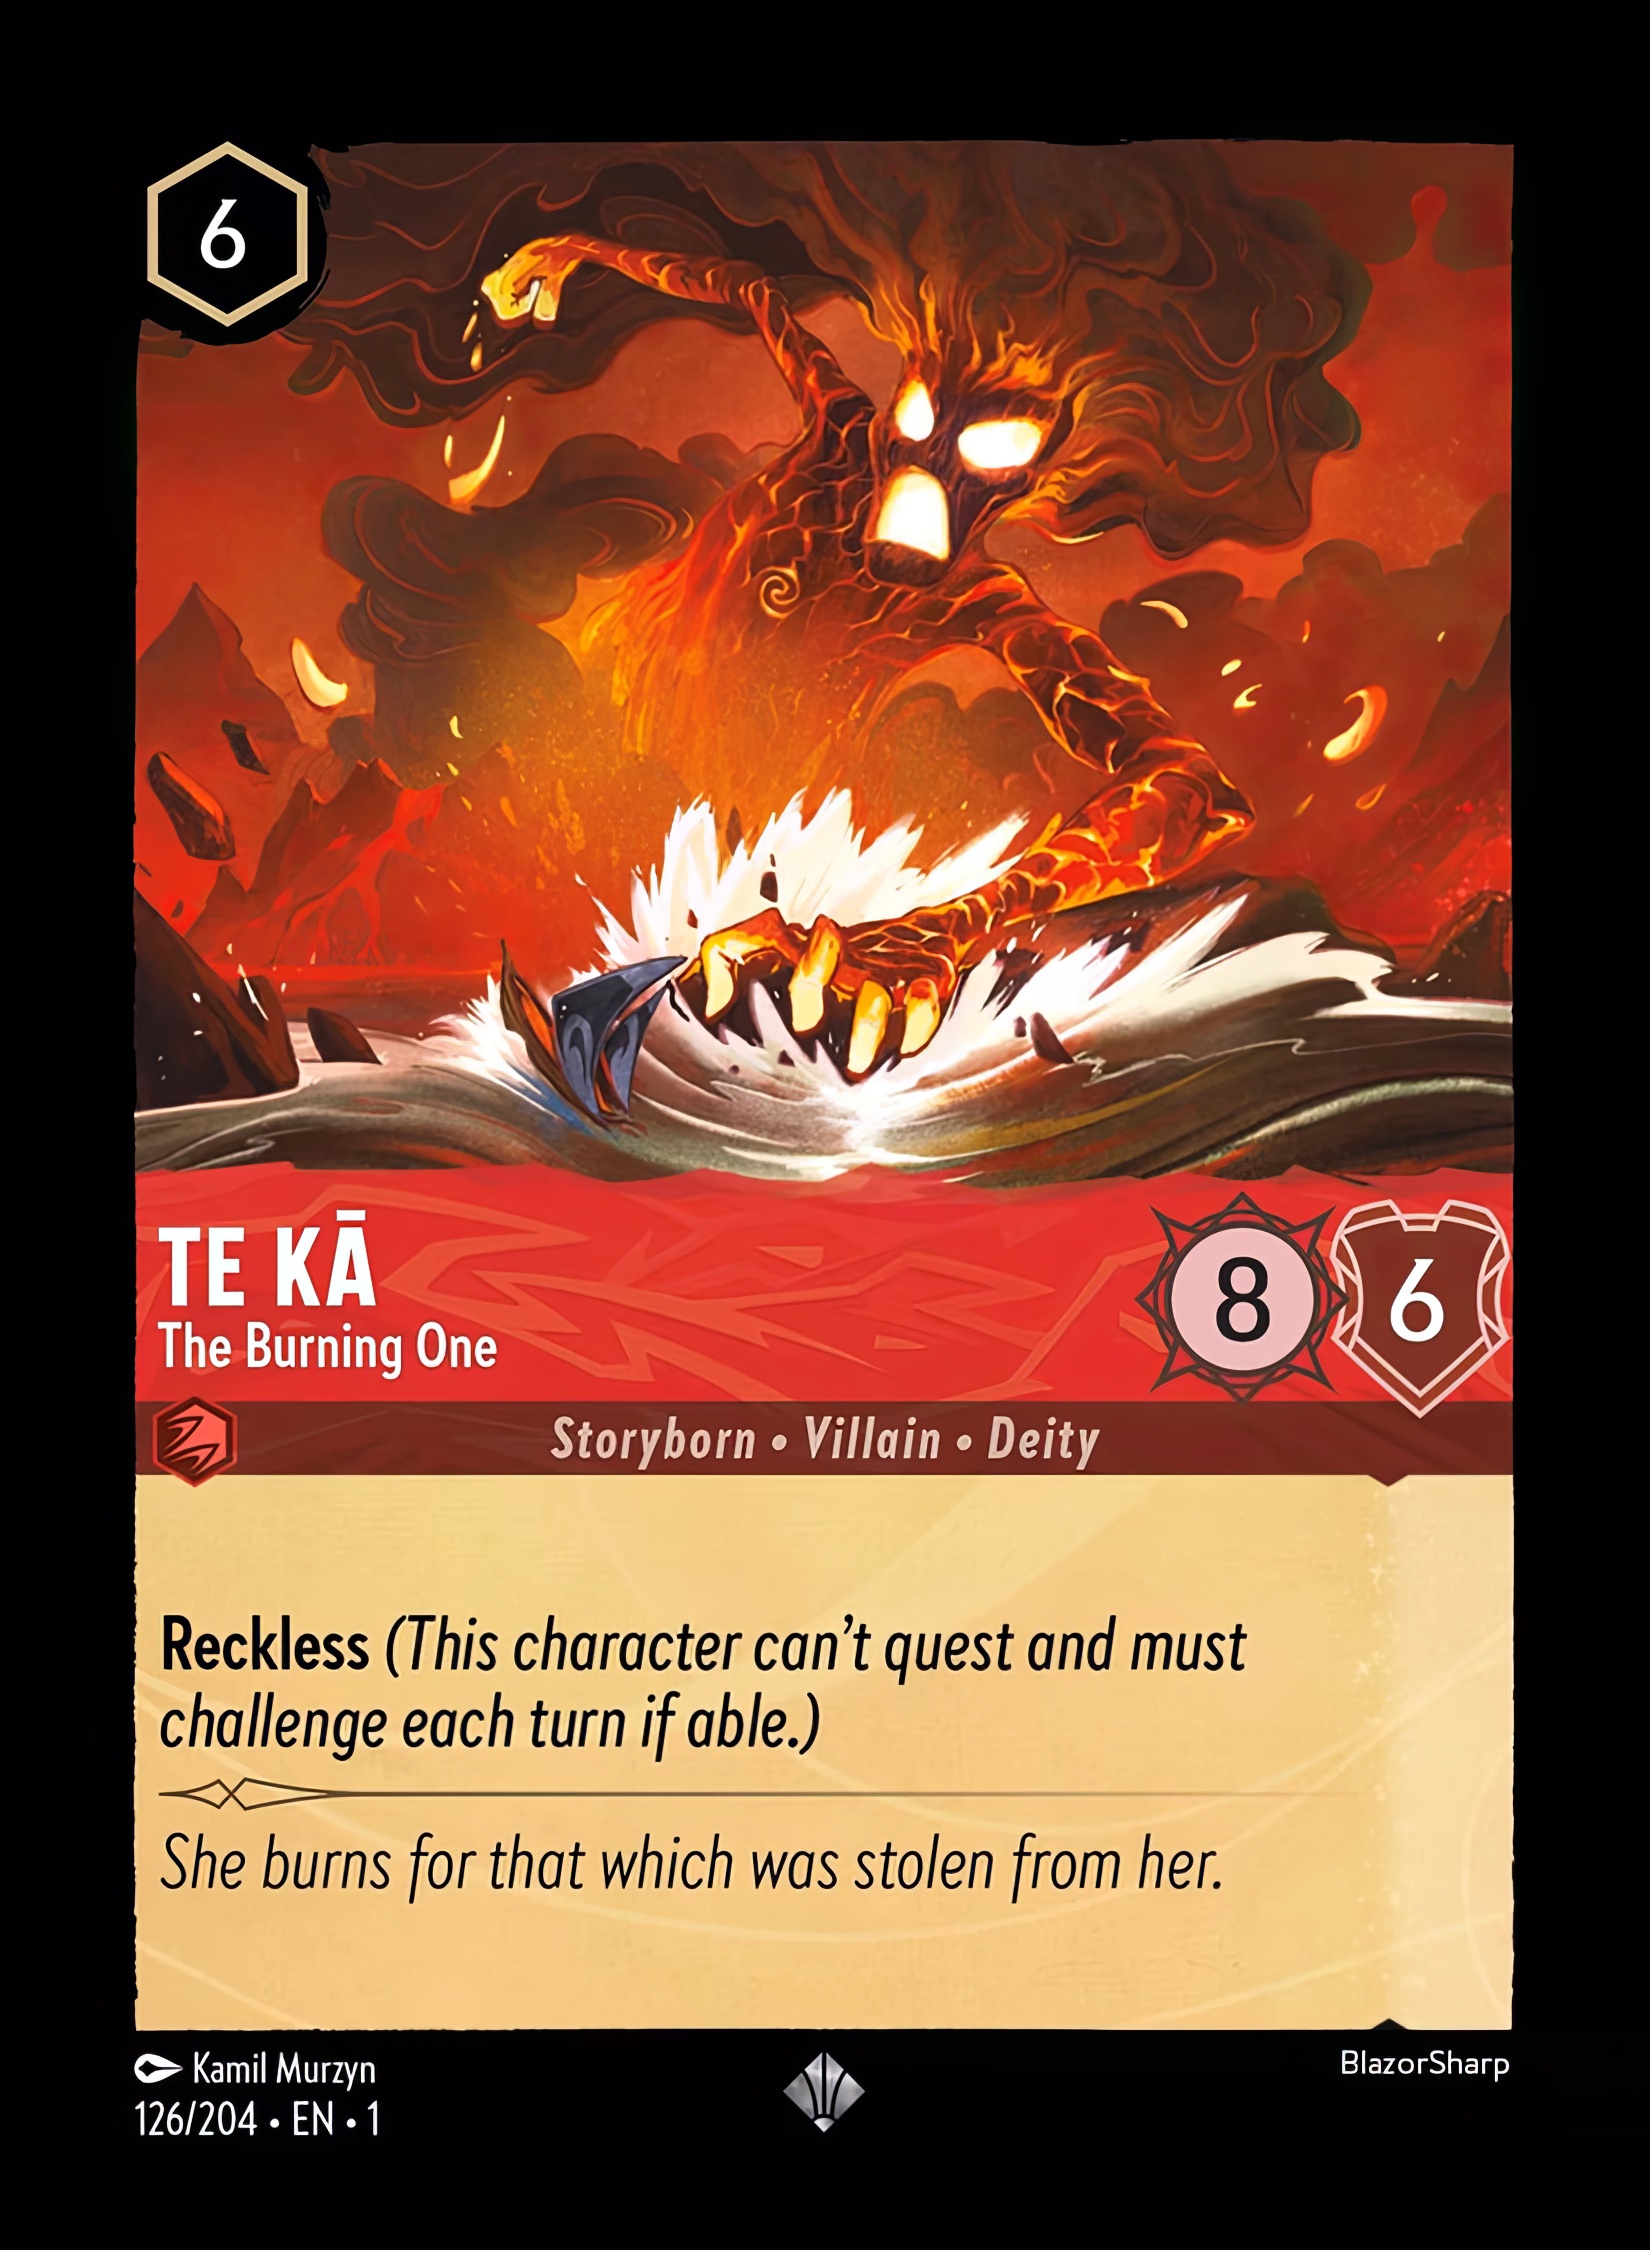 6
TE KĀ
The Burning One
8 6
Storyborn • Villain • Deity
Reckless (This character can’t quest and must
challenge each turn if able.)
She burns for that which was stolen from her.
Kamil Murzyn
126/204 • EN • 1
BlazorSharp